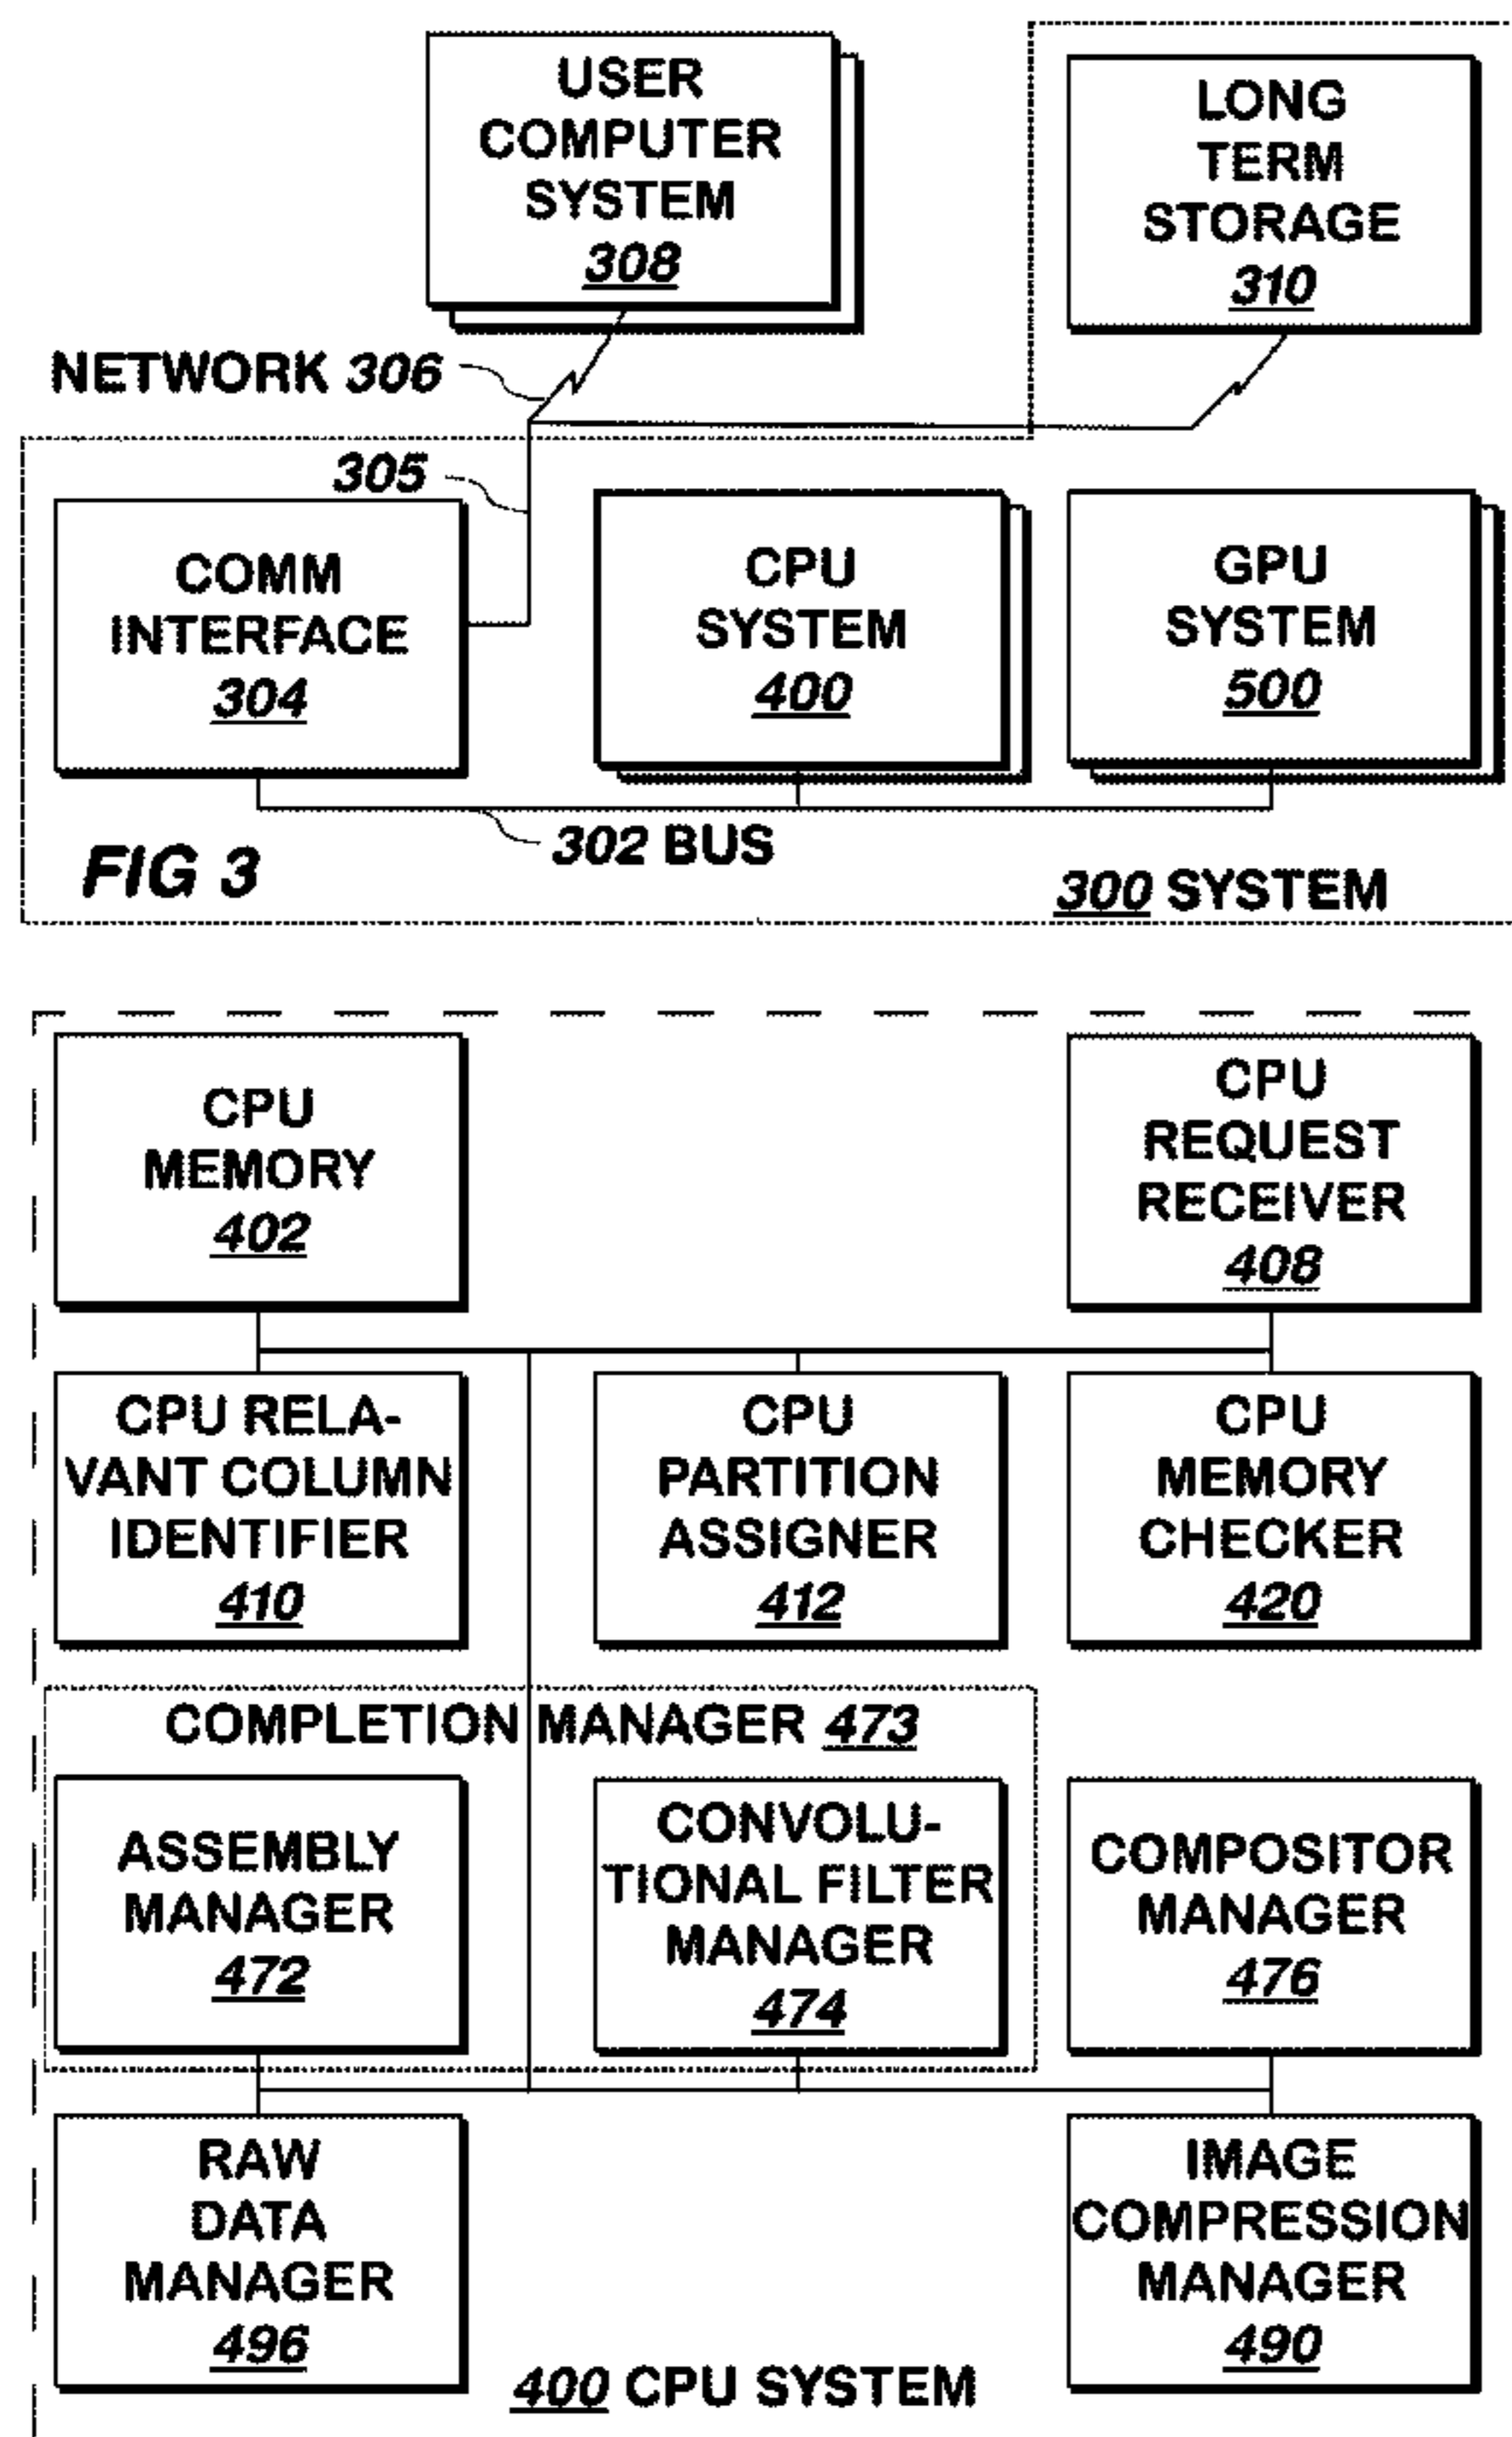 USER
COMPUTER
SYSTEM
308
LONG
TERM
STORAGE
310
NETWORK 306
305
COMM
INTERFACE
304
CPU
SYSTEM
400
GPU
SYSTEM
500
302 BUS
FIG 3
300 SYSTEM
CPU
MEMORY
402
CPU
REQUEST
RECEIVER
408
CPU RELA-
VANT COLUMN
IDENTIFIER
410
CPU
PARTITION
ASSIGNER
412
CPU
MEMORY
CHECKER
420
COMPLETION MANAGER 473
ASSEMBLY
MANAGER
472
CONVOLU-
TIONAL FILTER
MANAGER
474
COMPOSITOR
MANAGER
476
RAW
DATA
MANAGER
496
IMAGE
COMPRESSION
MANAGER
490
400 CPU SYSTEM